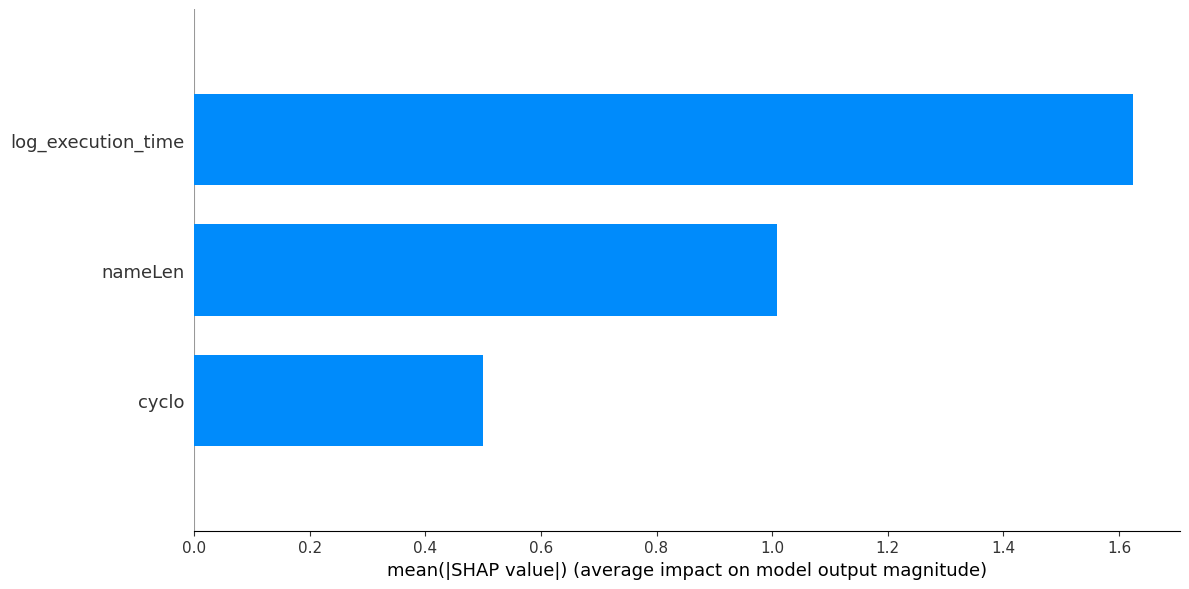 log_execution_time
nameLen
cyclo
0.0 0.2 0.4 0.6 0.8 1.0 1.2 1.4 1.6
mean(|SHAP value|) (average impact on model output magnitude)